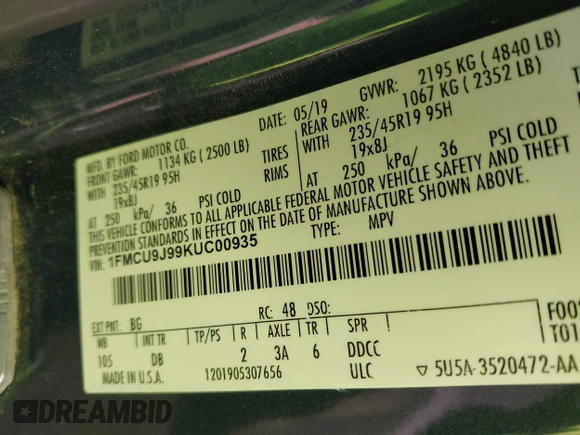 MFD. BY FORD MOTOR CO. DATE: 05/19 GVWR: 2195 KG ( 4840 LB)
FRONT GAWR: 1134 KG ( 2500 LB) REAR GAWR: 1067 KG ( 2352 LB)
WITH 235/45R19 95H TIRES WITH 235/45R19 95H
19x8J RIMS 19x8J
AT 250 kPa/ 36 PSI COLD AT 250 kPa/ 36 PSI COLD
THIS VEHICLE CONFORMS TO ALL APPLICABLE FEDERAL MOTOR VEHICLE SAFETY AND THEFT
PREVENTION STANDARDS IN EFFECT ON THE DATE OF MANUFACTURE SHOWN ABOVE.
VIN: 1FMCU9J99KUC00935 TYPE: MPV
EXT PNT: BG RC: 48 DSO:
WB INT TR TP/PS R AXLE TR SPR
105 DB 2 3A 6 DDCC
MADE IN U.S.A. 1201905307656 ULC 5U5A-3520472-AA
DREAMBID